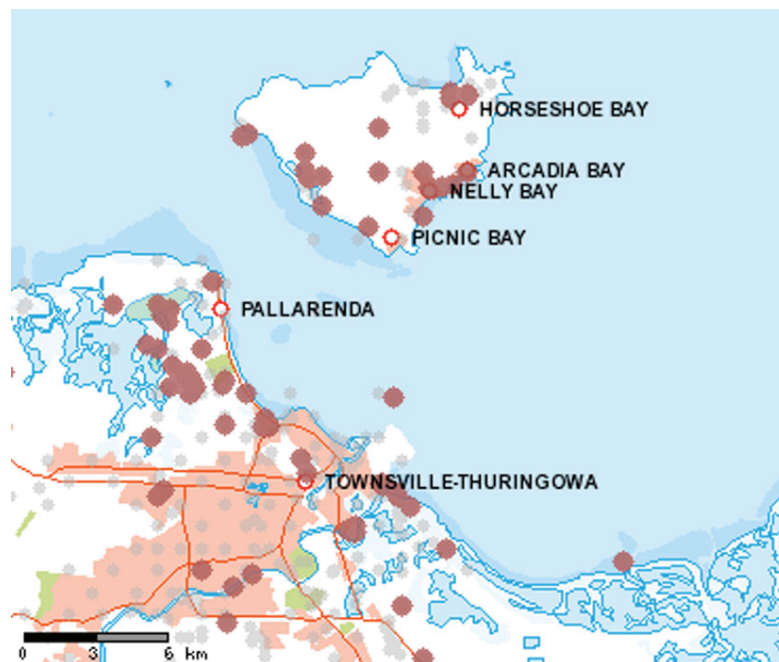 HORSESHOE BAY
ARCADIA BAY
NELLY BAY
PICNIC BAY
PALLARENDA
TOWNSVILLE-THURINGOWA
0 3 6 km